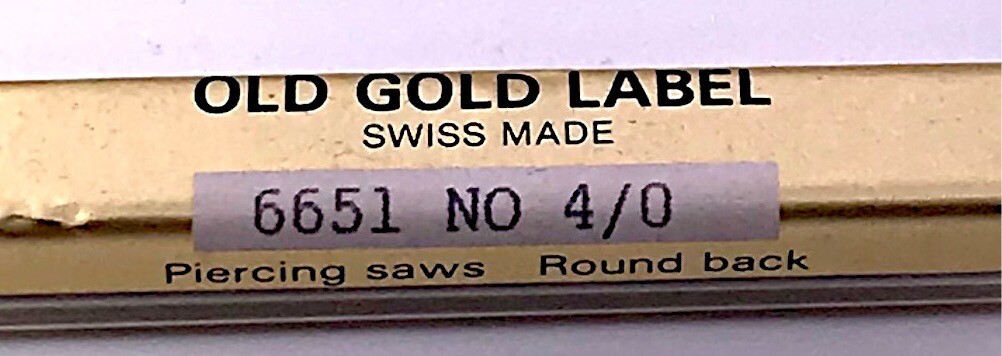 OLD GOLD LABEL
SWISS MADE
6651 NO 4/0
Piercing saws Round back